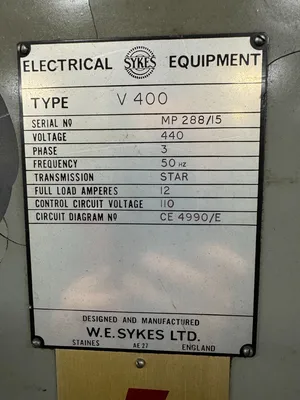 ELECTRICAL SYKES EQUIPMENT
TYPE V 400
SERIAL Nº MP 288/15
VOLTAGE 440
PHASE 3
FREQUENCY 50 HZ
TRANSMISSION STAR
FULL LOAD AMPERES 12
CONTROL CIRCUIT VOLTAGE 110
CIRCUIT DIAGRAM Nº CE 4990/E
DESIGNED AND MANUFACTURED
W.E. SYKES LTD.
STAINES AE 27 ENGLAND